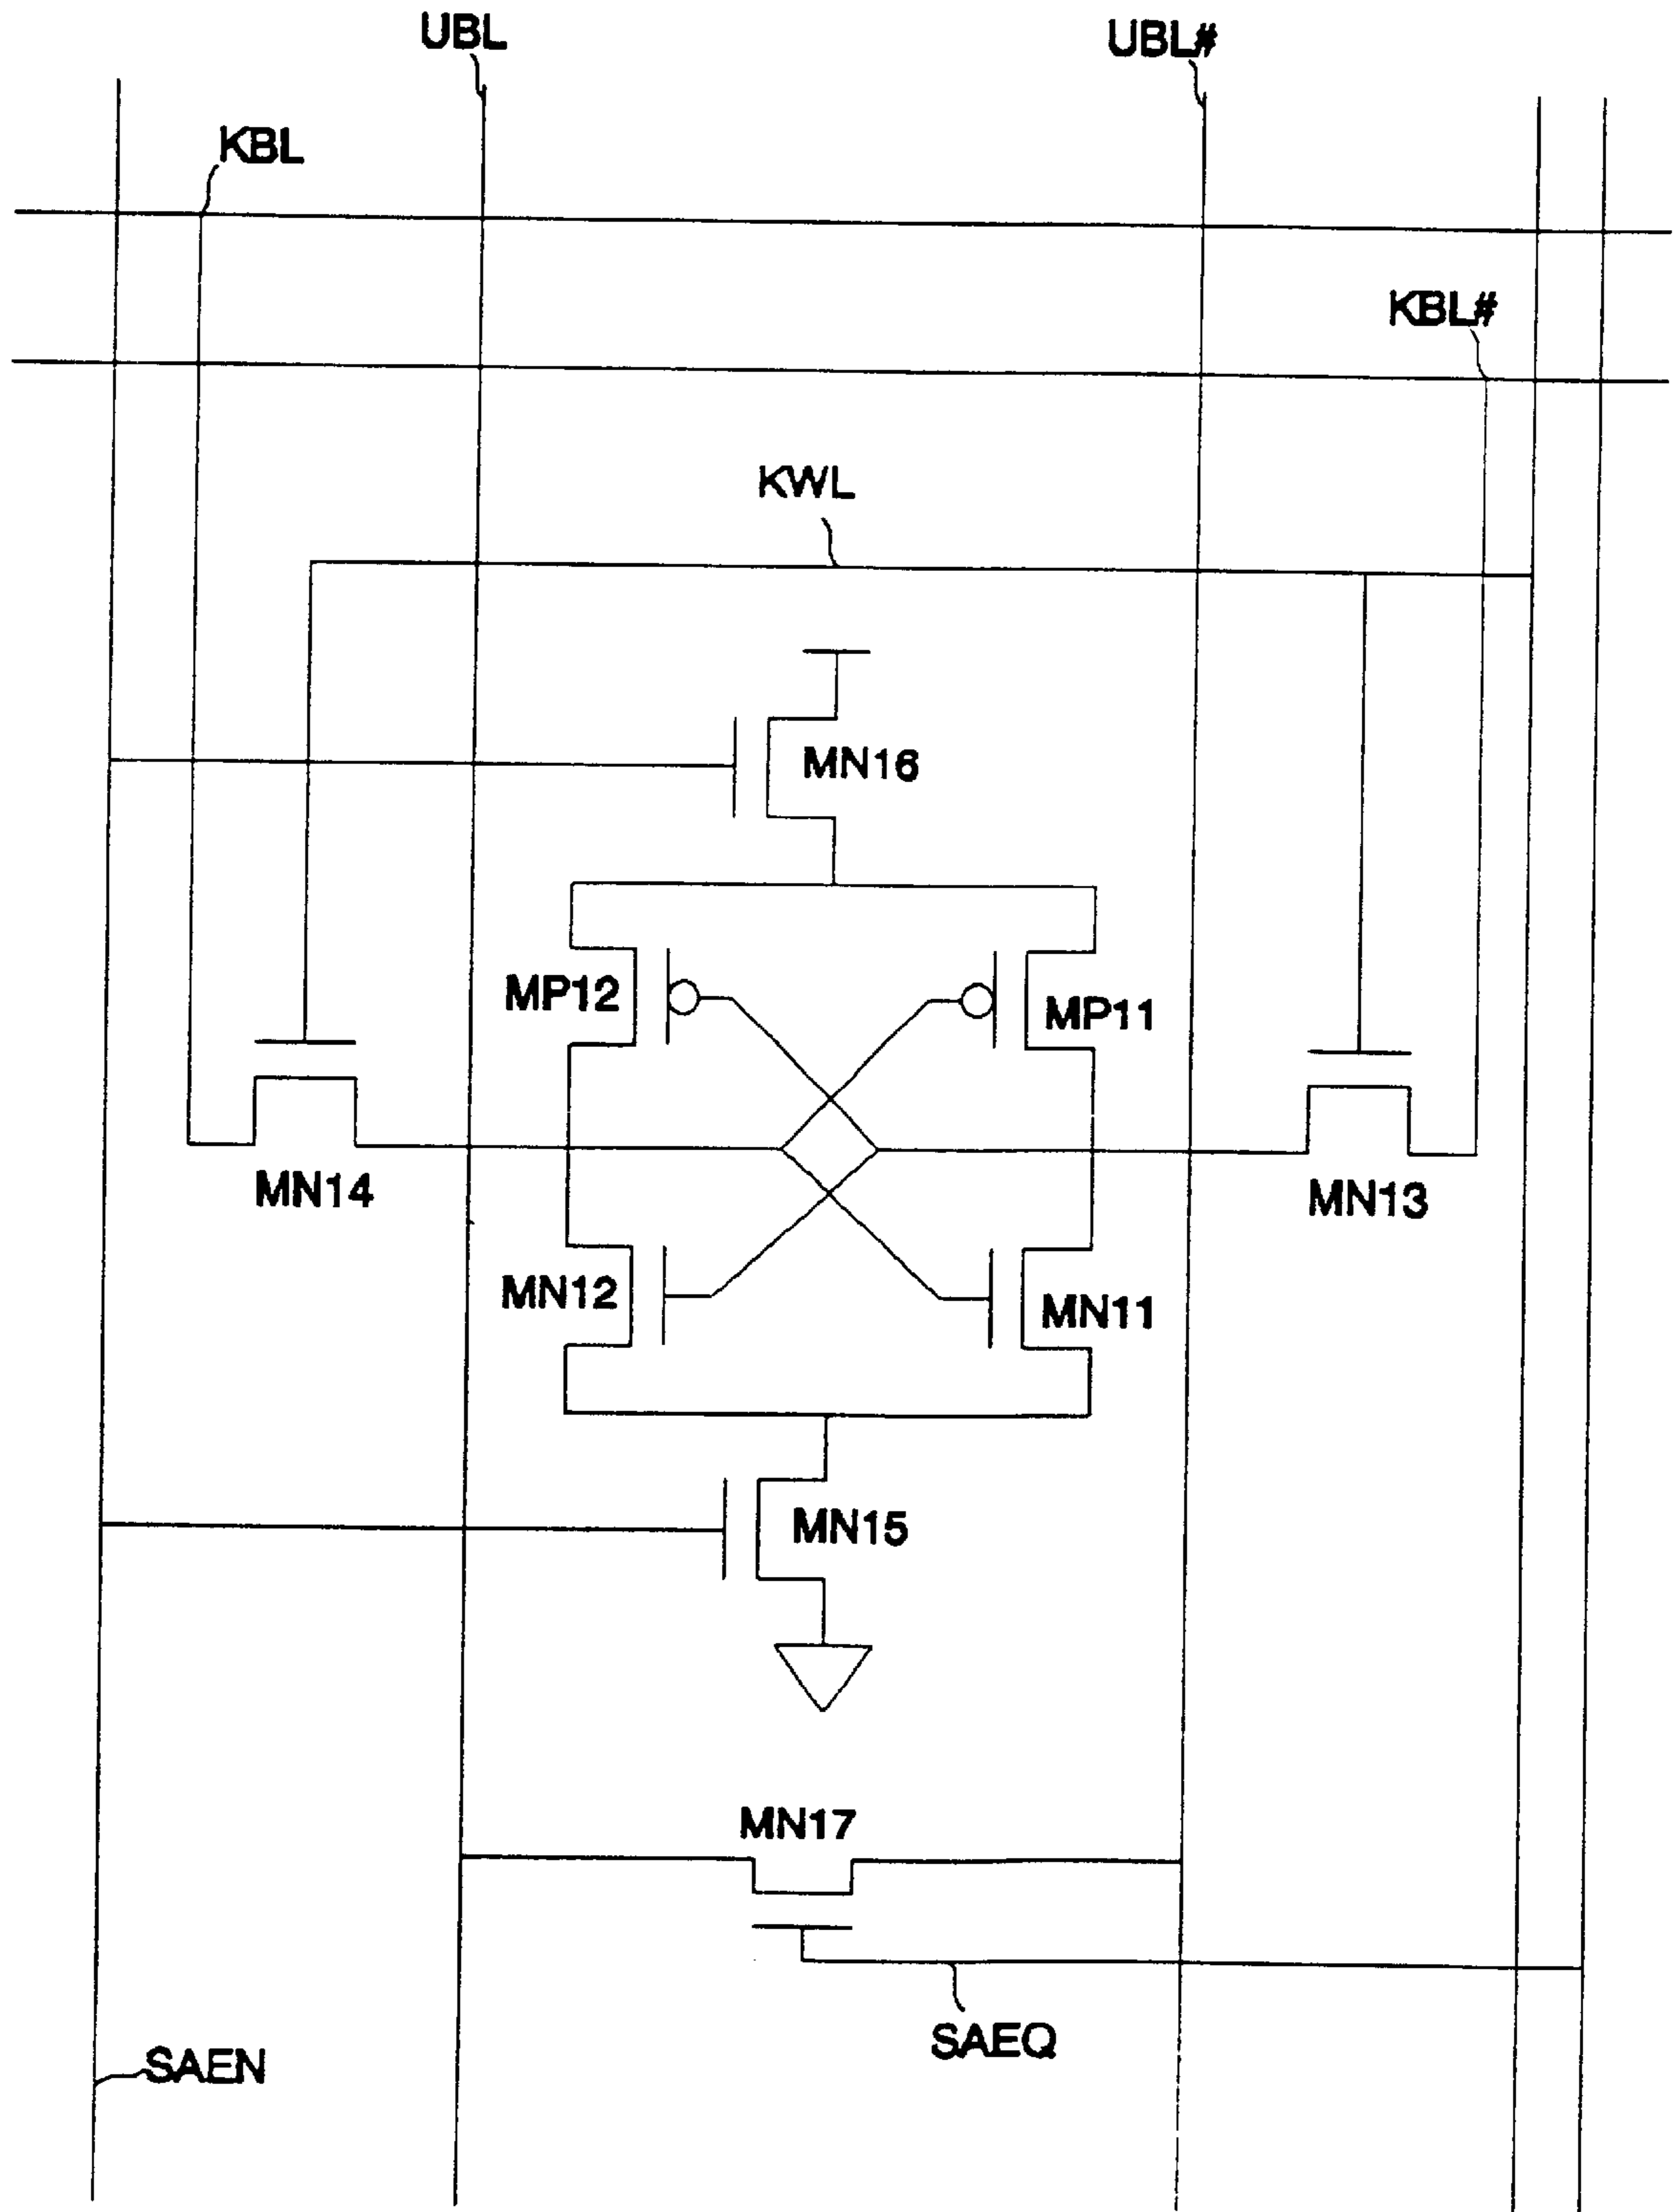 UBL
UBL#
KBL
KBL#
KWL
MN16
MP12
MP11
MN14
MN13
MN12
MN11
MN15
MN17
SAEQ
SAEN